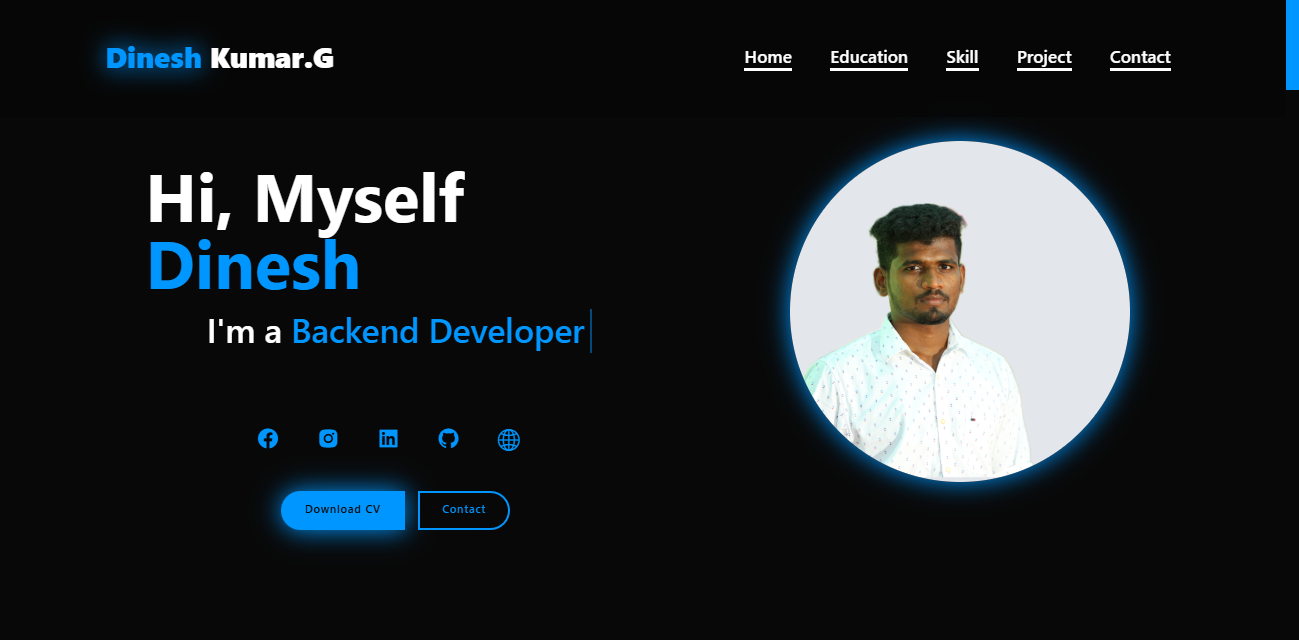 Dinesh Kumar.G
Home Education Skill Project Contact
Hi, Myself
Dinesh
I'm a Backend Developer
Download CV Contact